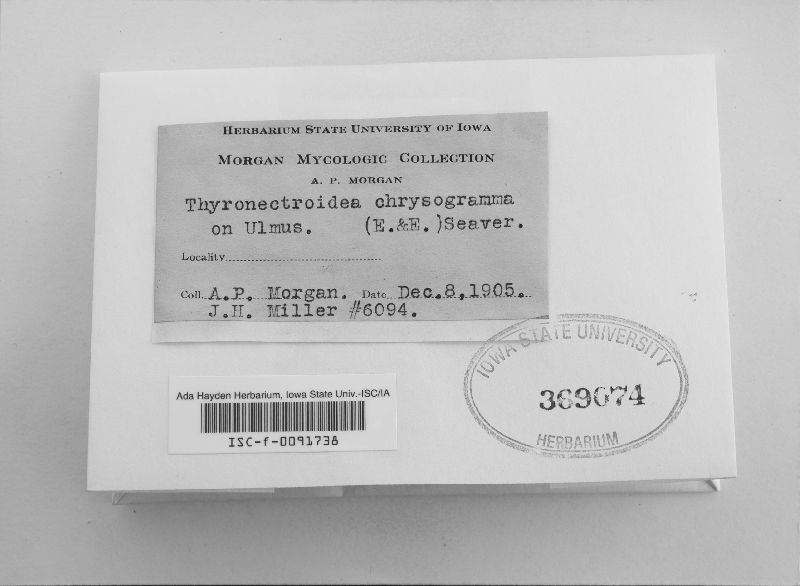 HERBARIUM STATE UNIVERSITY OF IOWA
MORGAN MYCOLOGIC COLLECTION
A. P. MORGAN
Thyronectroidea chrysogramma
on Ulmus. (E.&E.)Seaver.
Locality
Coll. A.P. Morgan. Date Dec.8,1905.
J.H. Miller #6094.
IOWA STATE UNIVERSITY
369674
HERBARIUM
Ada Hayden Herbarium, Iowa State Univ.-ISC/IA
ISC-f-0091738